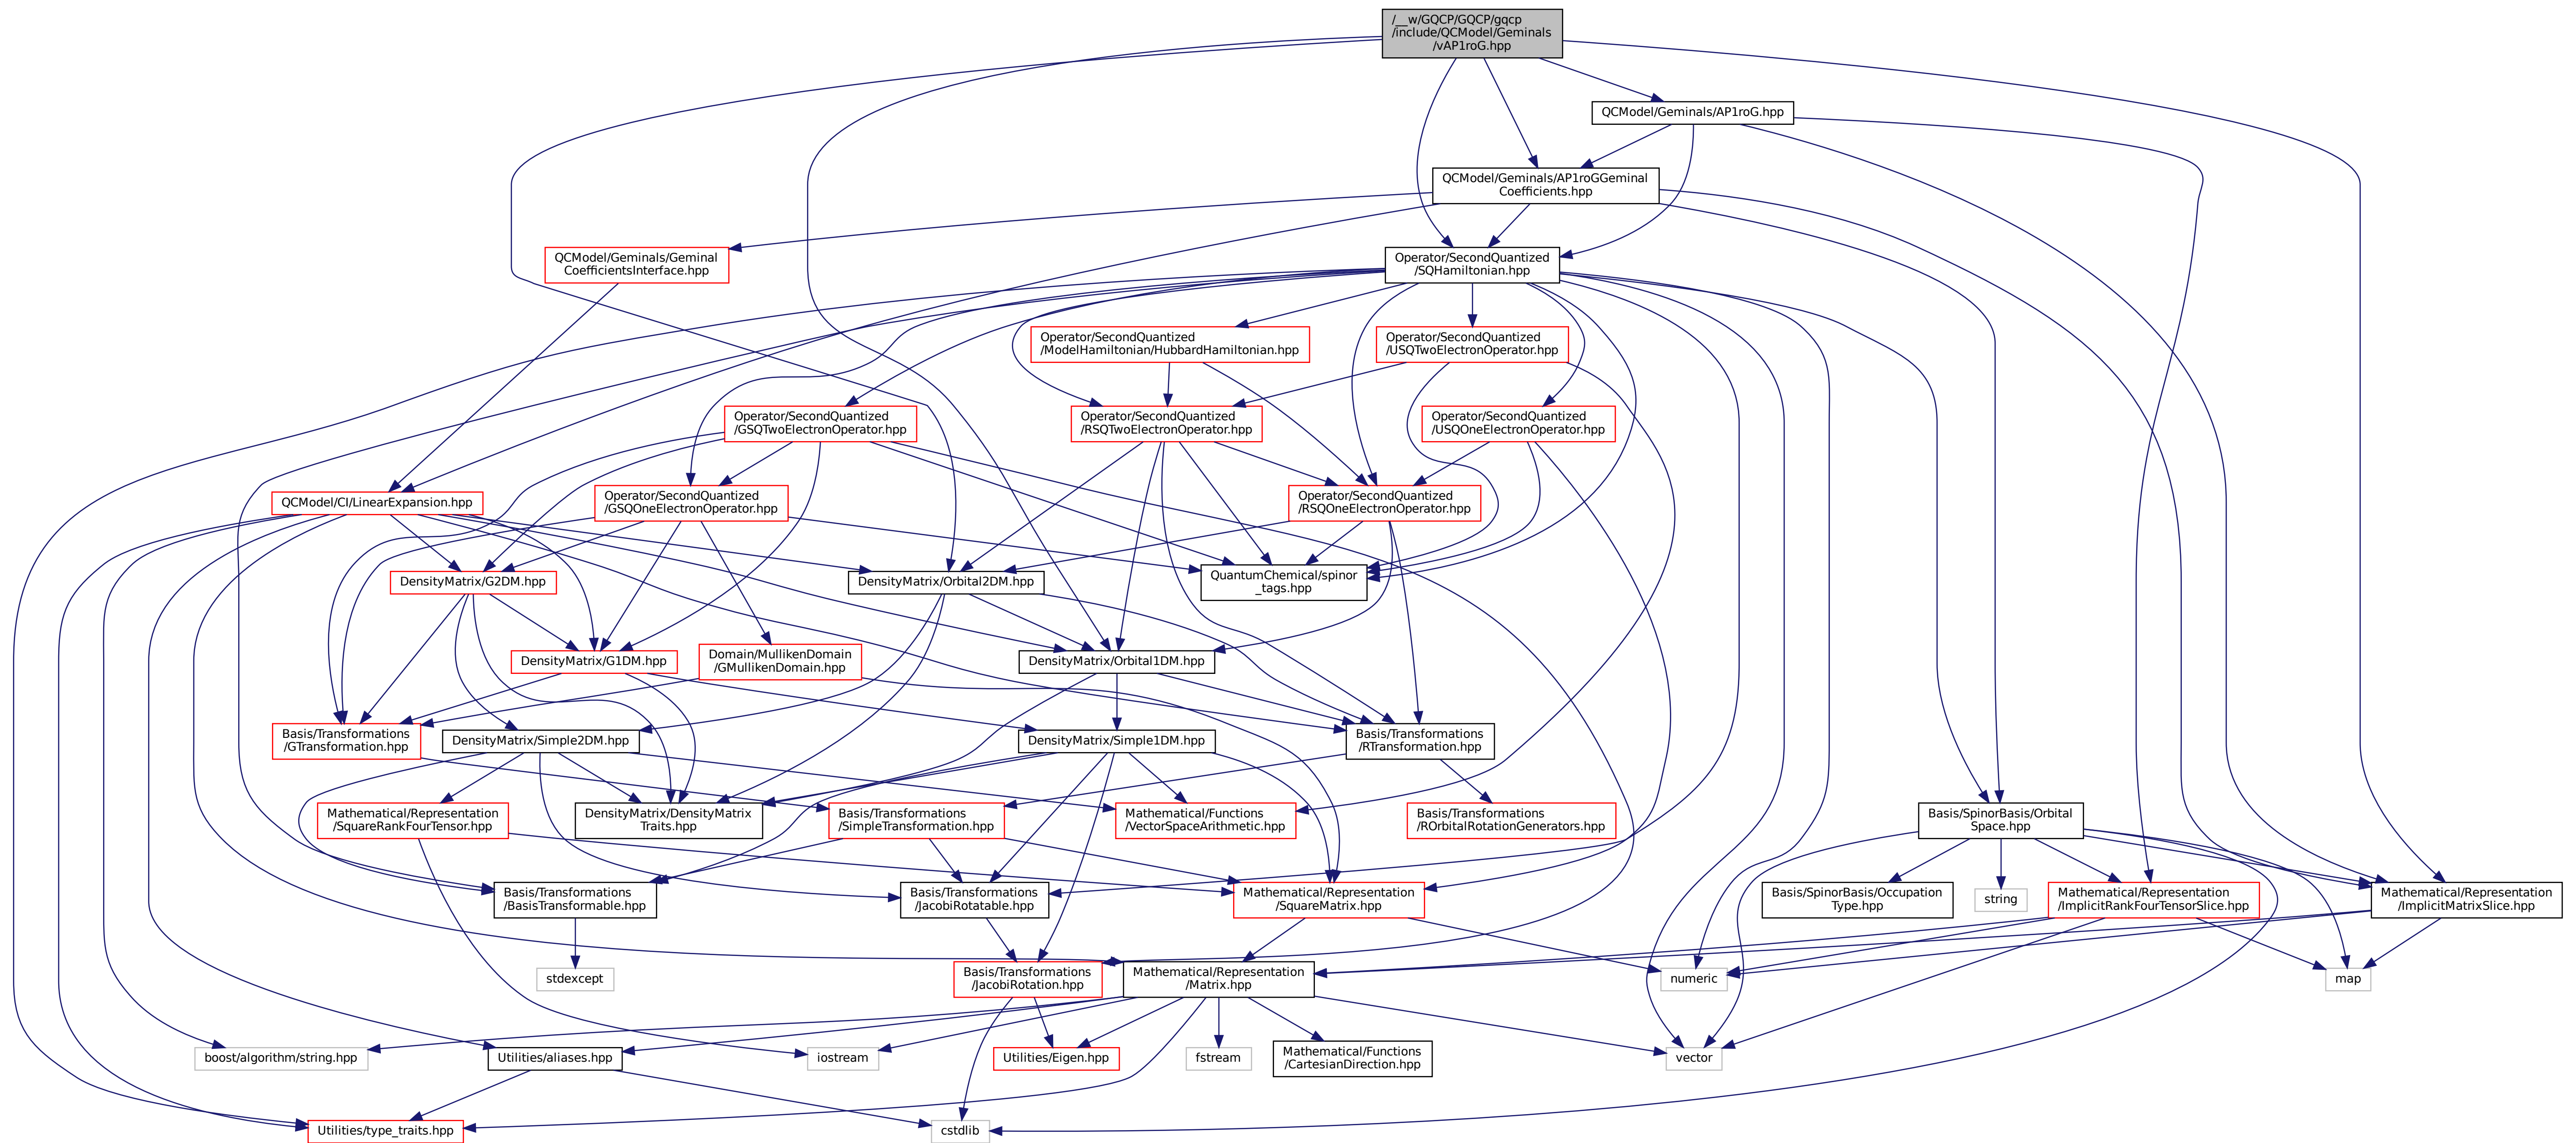 /__w/GQCP/GQCP/gqcp
/include/QCModel/Geminals
/vAP1roG.hpp
QCModel/Geminals/AP1roG.hpp
QCModel/Geminals/AP1roGGeminal
Coefficients.hpp
QCModel/Geminals/Geminal
CoefficientsInterface.hpp
Operator/SecondQuantized
/SQHamiltonian.hpp
Operator/SecondQuantized
/ModelHamiltonian/HubbardHamiltonian.hpp
Operator/SecondQuantized
/USQTwoElectronOperator.hpp
Operator/SecondQuantized
/GSQTwoElectronOperator.hpp
Operator/SecondQuantized
/RSQTwoElectronOperator.hpp
Operator/SecondQuantized
/USQOneElectronOperator.hpp
QCModel/CI/LinearExpansion.hpp
Operator/SecondQuantized
/GSQOneElectronOperator.hpp
Operator/SecondQuantized
/RSQOneElectronOperator.hpp
DensityMatrix/G2DM.hpp
DensityMatrix/Orbital2DM.hpp
QuantumChemical/spinor
_tags.hpp
DensityMatrix/G1DM.hpp
Domain/MullikenDomain
/GMullikenDomain.hpp
DensityMatrix/Orbital1DM.hpp
Basis/Transformations
/GTransformation.hpp
DensityMatrix/Simple2DM.hpp
DensityMatrix/Simple1DM.hpp
Basis/Transformations
/RTransformation.hpp
Mathematical/Representation
/SquareRankFourTensor.hpp
DensityMatrix/DensityMatrix
Traits.hpp
Basis/Transformations
/SimpleTransformation.hpp
Mathematical/Functions
/VectorSpaceArithmetic.hpp
Basis/Transformations
/ROrbitalRotationGenerators.hpp
Basis/SpinorBasis/Orbital
Space.hpp
Basis/Transformations
/BasisTransformable.hpp
Basis/Transformations
/JacobiRotatable.hpp
Mathematical/Representation
/SquareMatrix.hpp
Basis/SpinorBasis/Occupation
Type.hpp
string
Mathematical/Representation
/ImplicitRankFourTensorSlice.hpp
Mathematical/Representation
/ImplicitMatrixSlice.hpp
stdexcept
Basis/Transformations
/JacobiRotation.hpp
Mathematical/Representation
/Matrix.hpp
numeric
map
boost/algorithm/string.hpp
Utilities/aliases.hpp
iostream
Utilities/Eigen.hpp
fstream
Mathematical/Functions
/CartesianDirection.hpp
vector
Utilities/type_traits.hpp
cstdlib